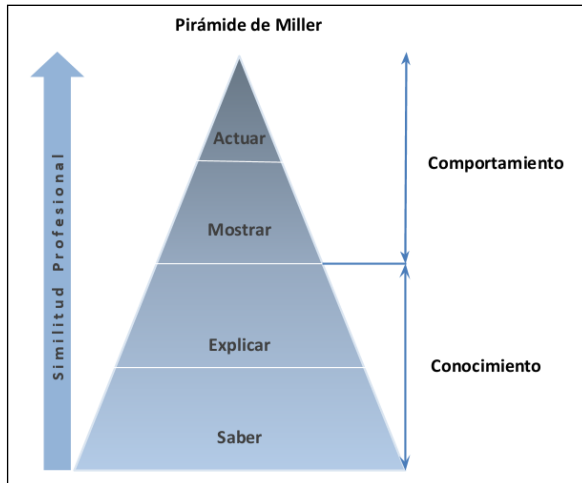 Pirámide de Miller
Actuar
Comportamiento
Mostrar
Similitud Profesional
Explicar
Conocimiento
Saber